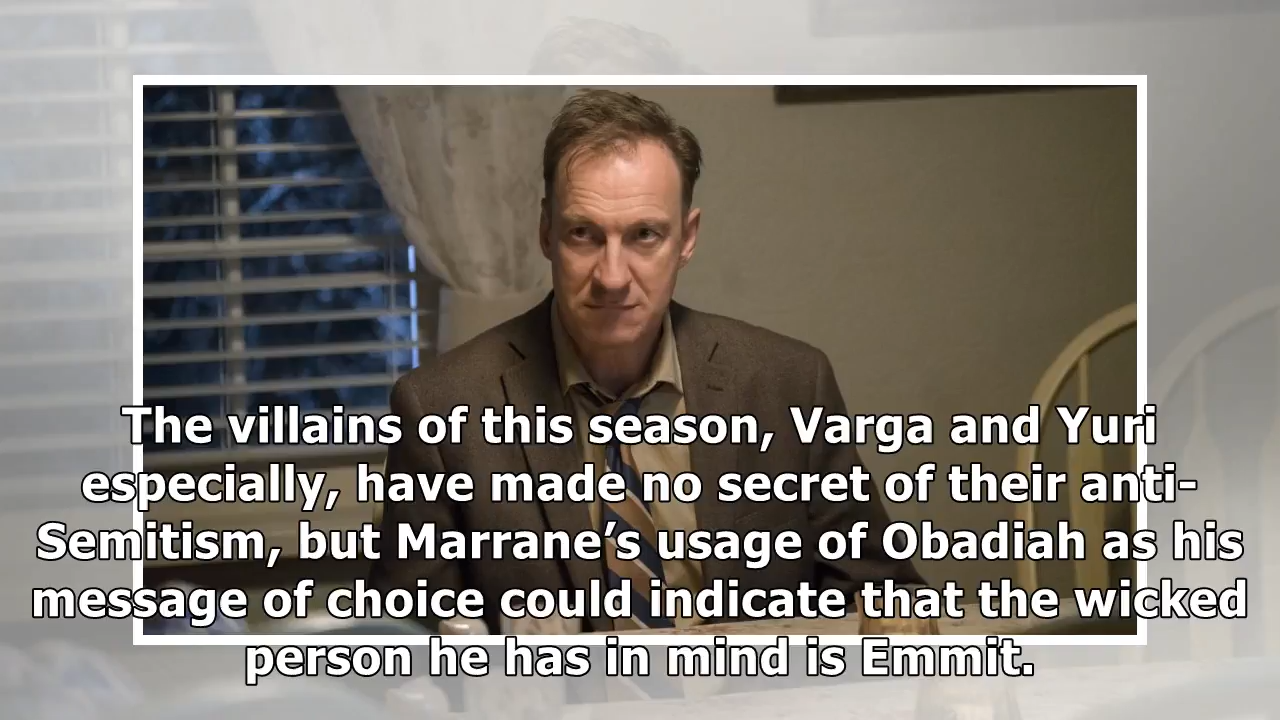 The villains of this season, Varga and Yuri
especially, have made no secret of their anti-
Semitism, but Marrane’s usage of Obadiah as his
message of choice could indicate that the wicked
person he has in mind is Emmit.